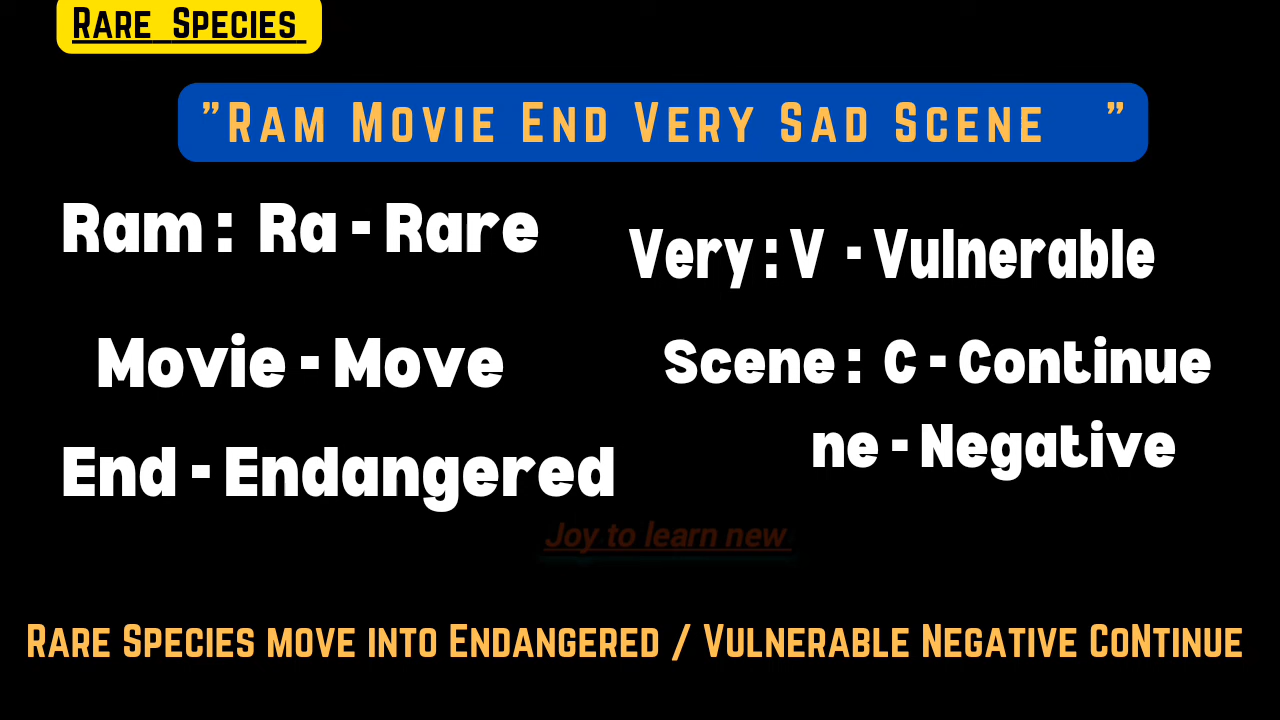 Rare Species
"Ram Movie End Very Sad Scene "
Ram : Ra - Rare
Movie - Move
End - Endangered
Very : V - Vulnerable
Scene : C - Continue
ne - Negative
Joy to learn new
Rare Species move into Endangered / Vulnerable Negative CoNtinue